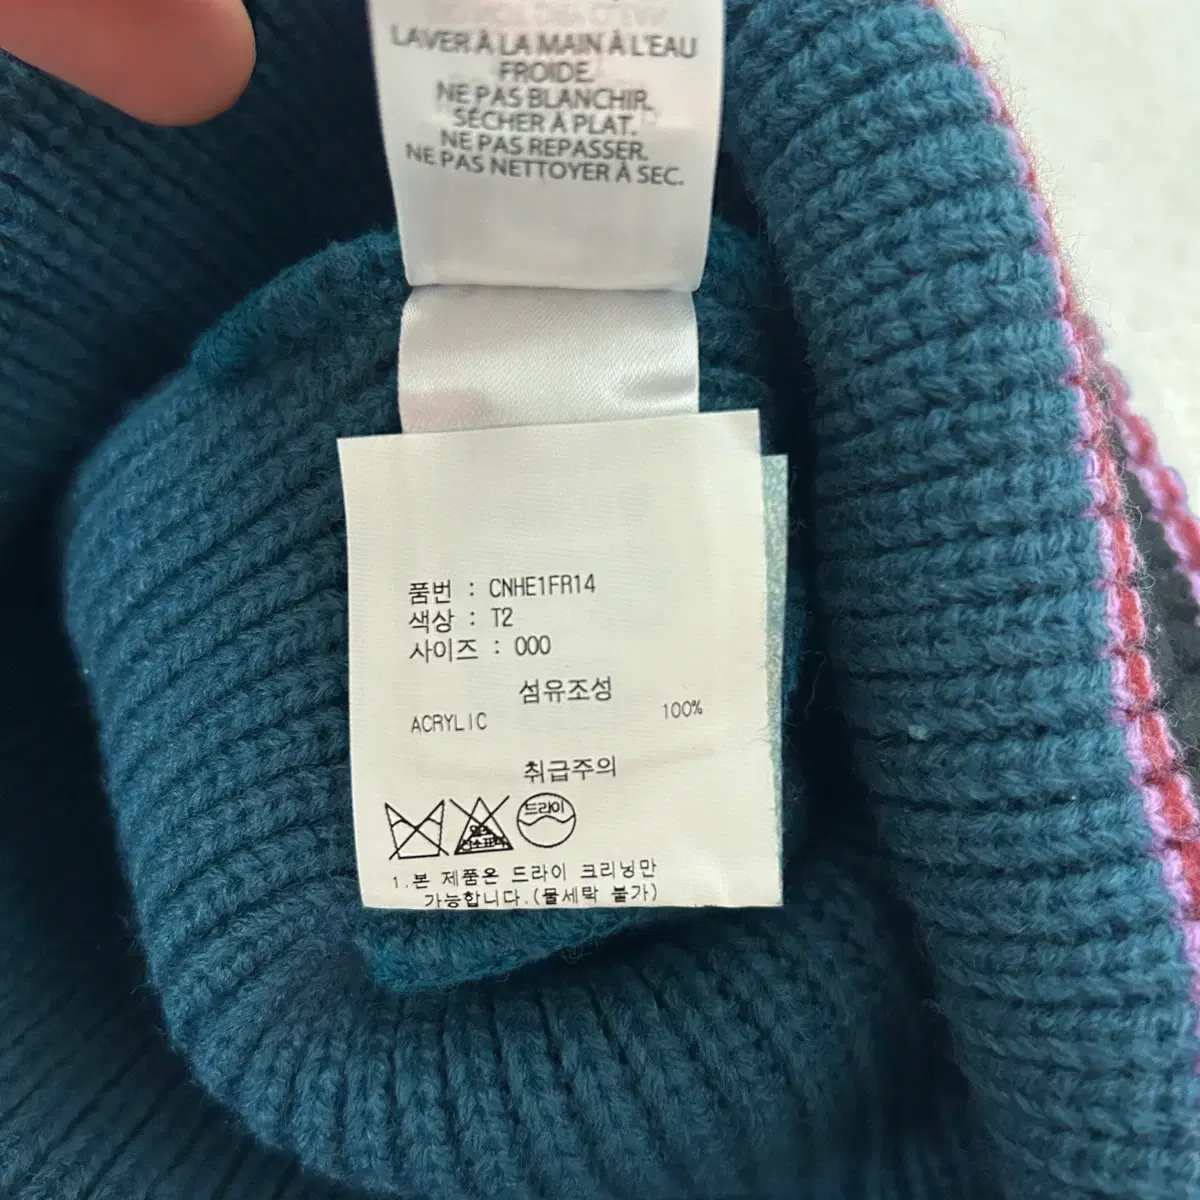 LAVER À LA MAIN À L'EAU
FROIDE.
NE PAS BLANCHIR.
SÉCHER À PLAT.
NE PAS REPASSER.
NE PAS NETTOYER À SEC.
품번 : CNHE1FR14
색상 : T2
사이즈 : 000
섬유조성
ACRYLIC 100%
취급주의
드라이
1.본 제품은 드라이 크리닝만
가능합니다.(물세탁 불가)